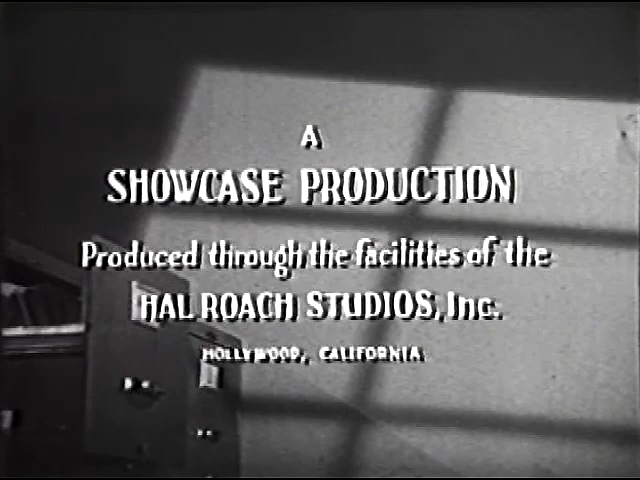 A
SHOWCASE PRODUCTION
Produced through the facilities of the
HAL ROACH STUDIOS, Inc.
HOLLYWOOD, CALIFORNIA